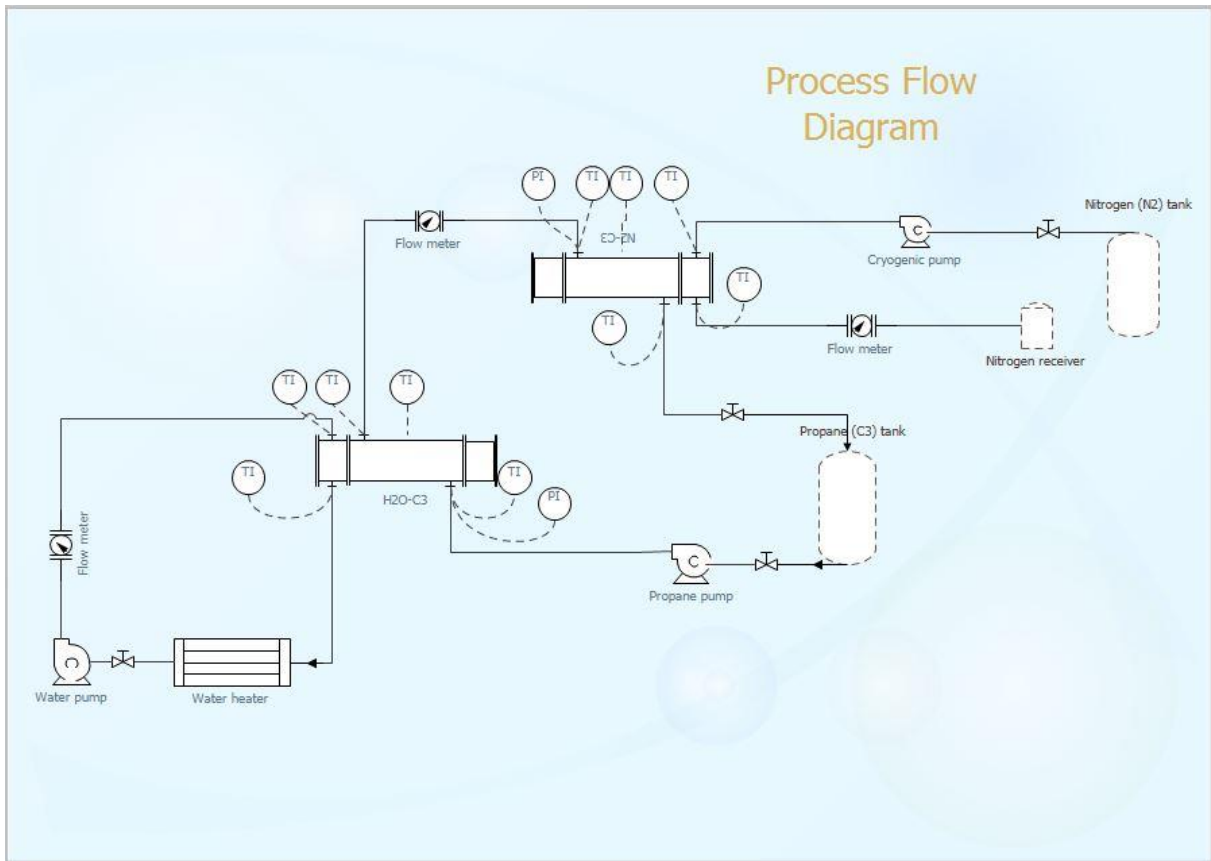 Process Flow
Diagram
PI
TI
TI
TI
Nitrogen (N2) tank
Flow meter
N2-C3
Cryogenic pump
TI
TI
Flow meter
Nitrogen receiver
TI
TI
TI
Propane (C3) tank
TI
H2O-C3
TI
PI
Flow meter
C
Propane pump
C
Water pump
Water heater
C